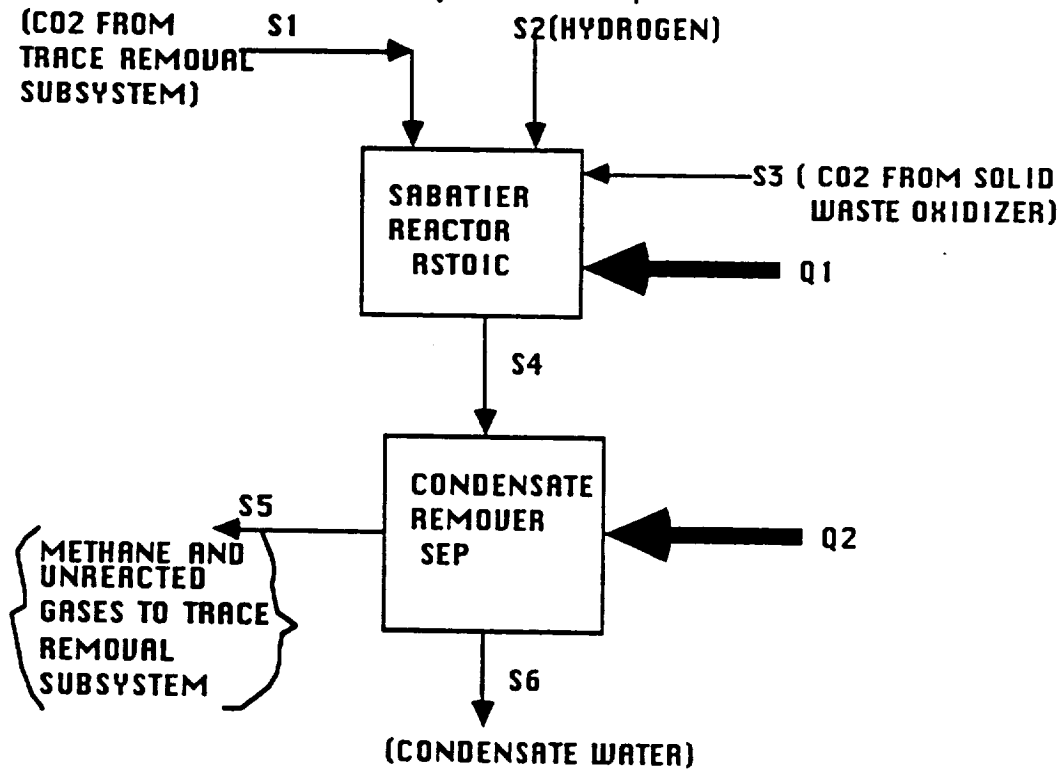 (CO2 FROM
TRACE REMOVAL
SUBSYSTEM)
S1
S2(HYDROGEN)
SABATIER
REACTOR
RSTOIC
S3 ( CO2 FROM SOLID
WASTE OXIDIZER)
Q1
S4
CONDENSATE
REMOVER
SEP
Q2
S5
METHANE AND
UNREACTED
GASES TO TRACE
REMOVAL
SUBSYSTEM
S6
(CONDENSATE WATER)